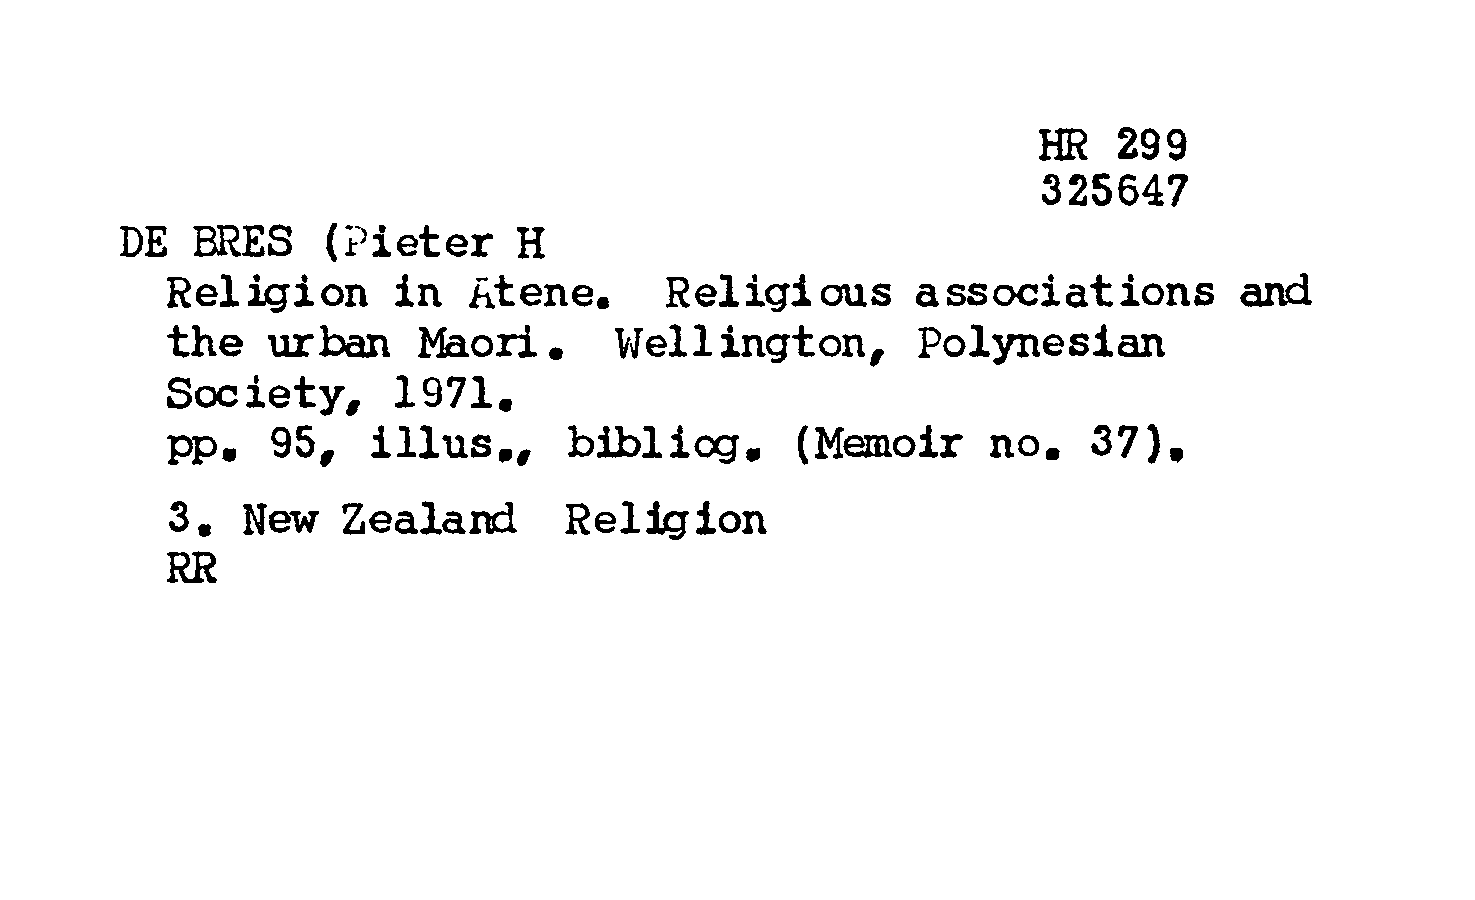 HR 299
325647
DE BRES (Pieter H
Religion in Atene. Religious associations and
the urban Maori. Wellington, Polynesian
Society, 1971.
pp. 95, illus., bibliog. (Memoir no. 37).
3. New Zealand Religion
RR